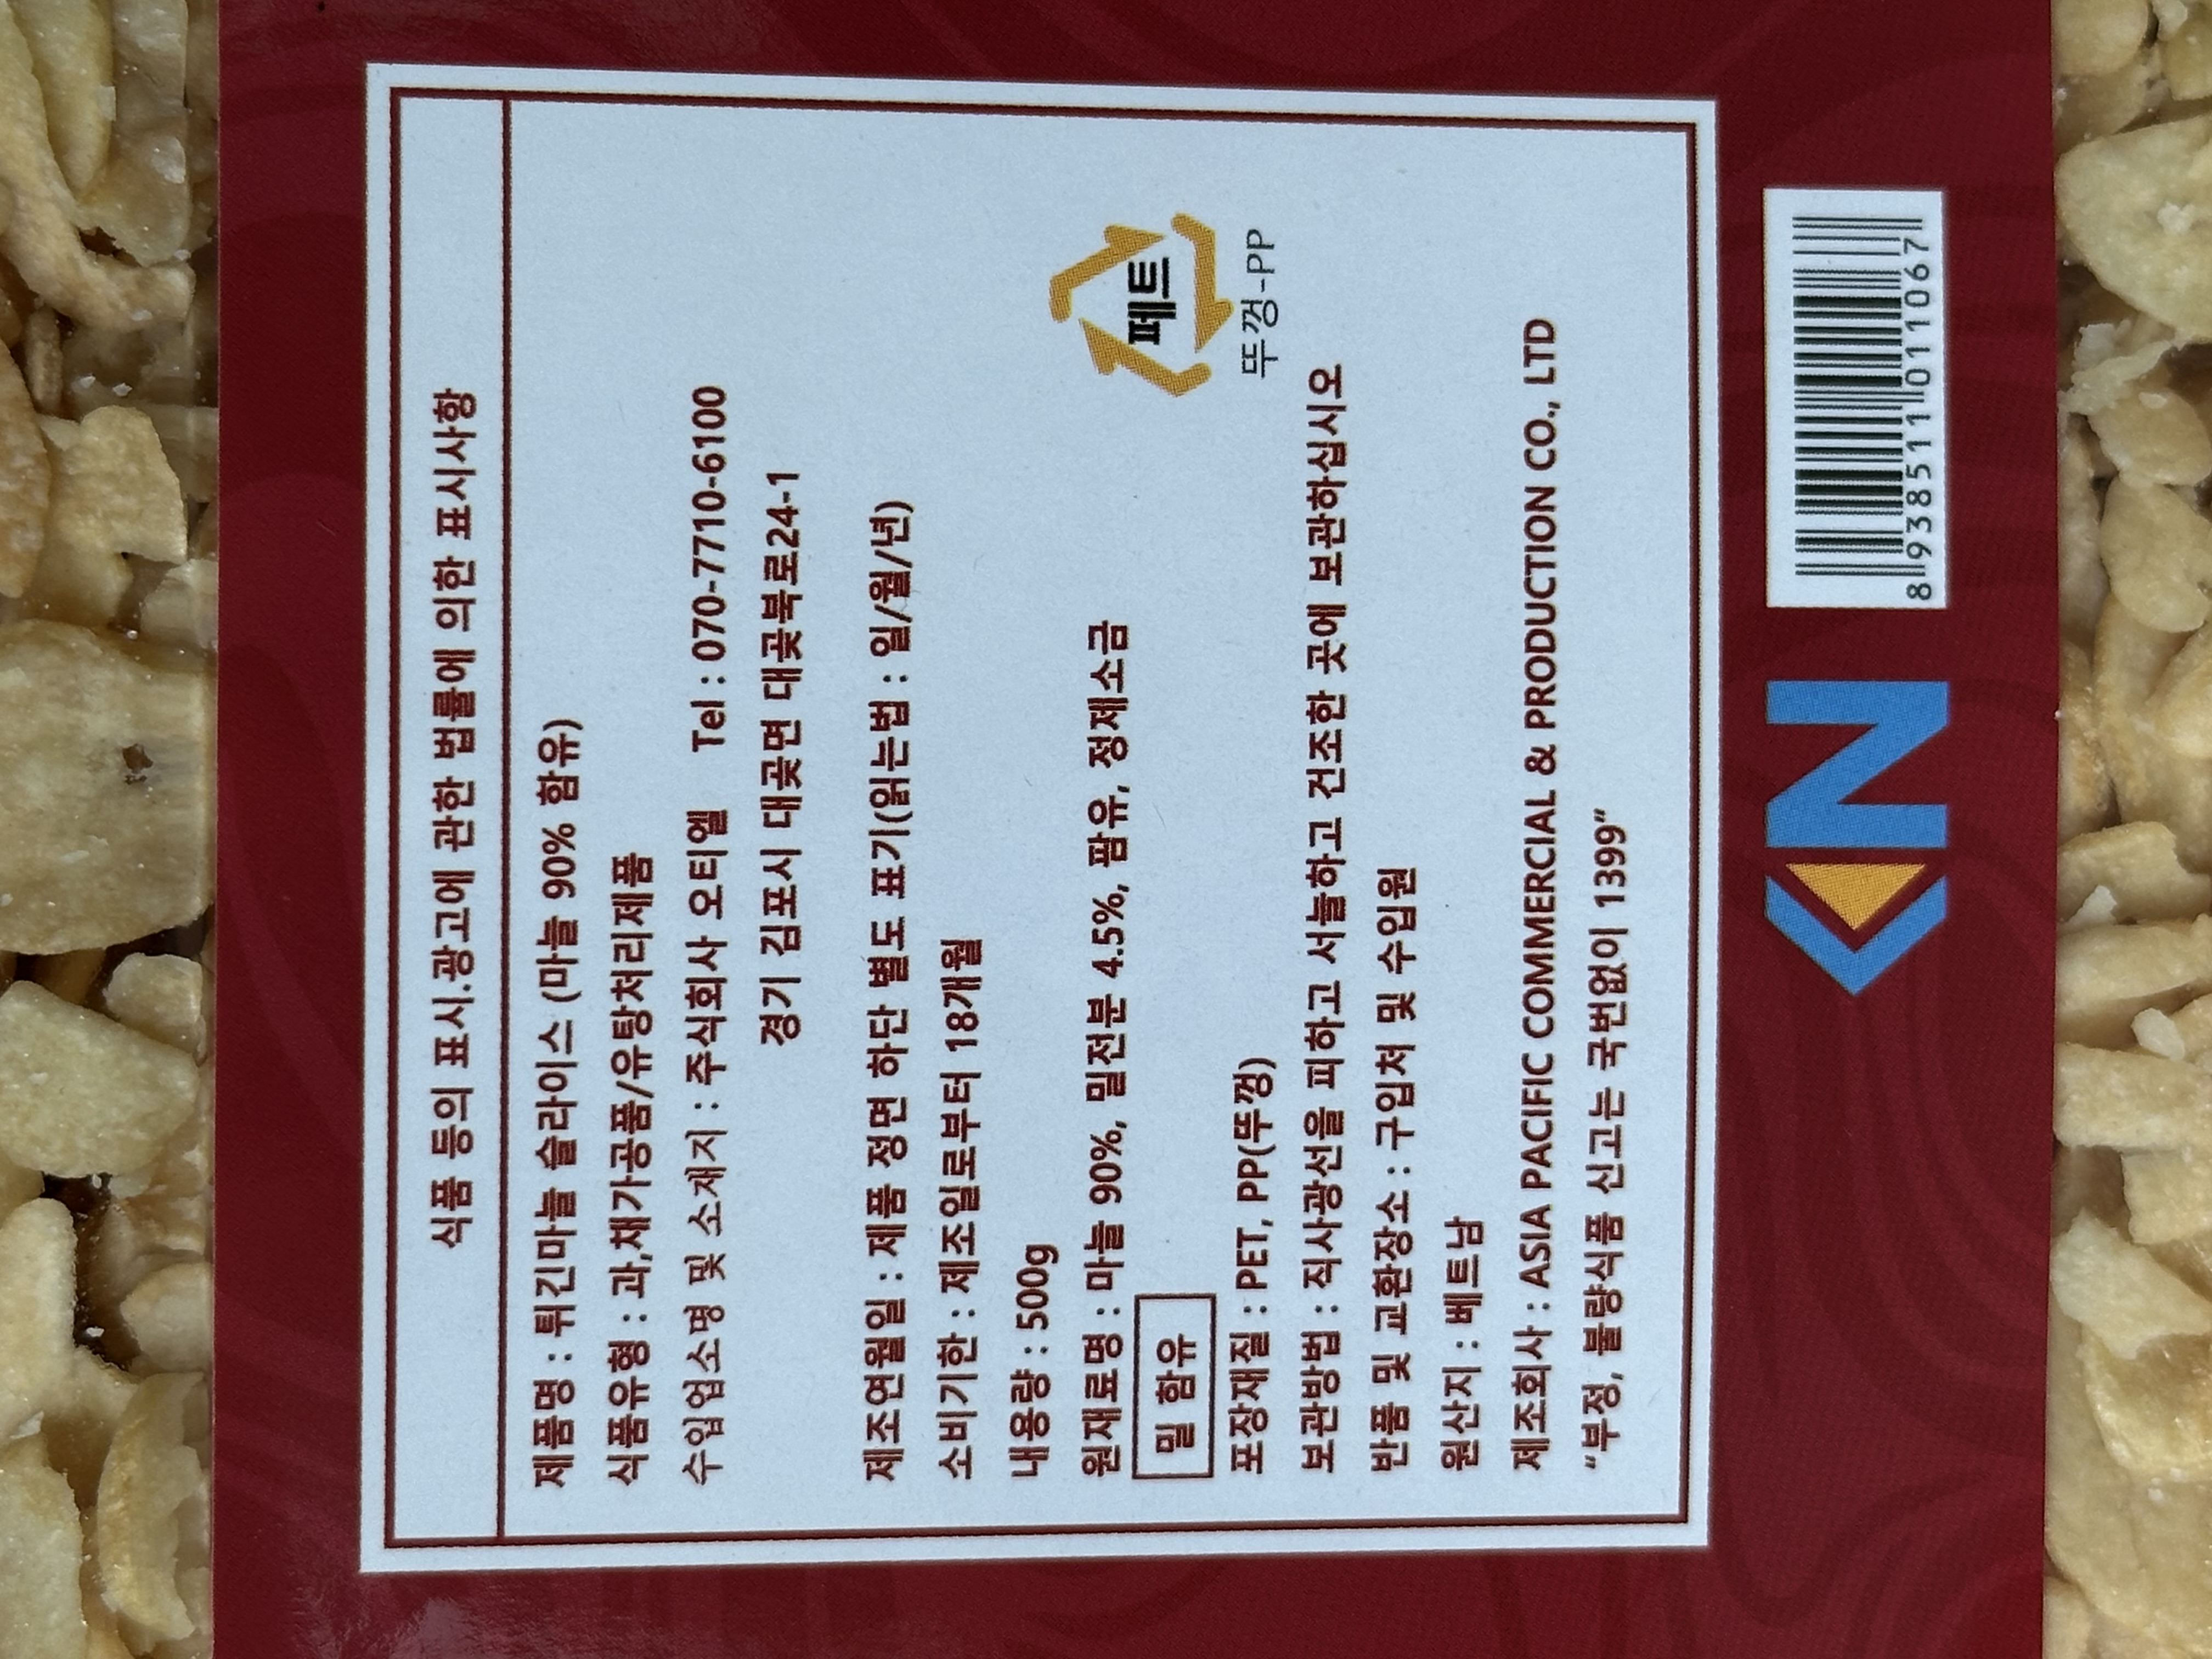 식품 등의 표시.광고에 관한 법률에 의한 표시사항
제품명 : 튀긴마늘 슬라이스 (마늘 90% 함유)
식품유형 : 과,채가공품/유탕처리제품
수입업소명 및 소재지 : 주식회사 오티엘 Tel : 070-7710-6100
경기 김포시 대곶면 대곶북로24-1
제조연월일 : 제품 정면 하단 별도 표기(읽는법 : 일/월/년)
소비기한 : 제조일로부터 18개월
내용량 : 500g
원재료명 : 마늘 90%, 밀전분 4.5%, 팜유, 정제소금
밀 함유
페트
뚜껑-PP
포장재질 : PET, PP(뚜껑)
보관방법 : 직사광선을 피하고 서늘하고 건조한 곳에 보관하십시오
반품 및 교환장소 : 구입처 및 수입원
원산지 : 베트남
제조회사 : ASIA PACIFIC COMMERCIAL & PRODUCTION CO., LTD
“부정, 불량식품 신고는 국번없이 1399”
KN
8 938511 011067